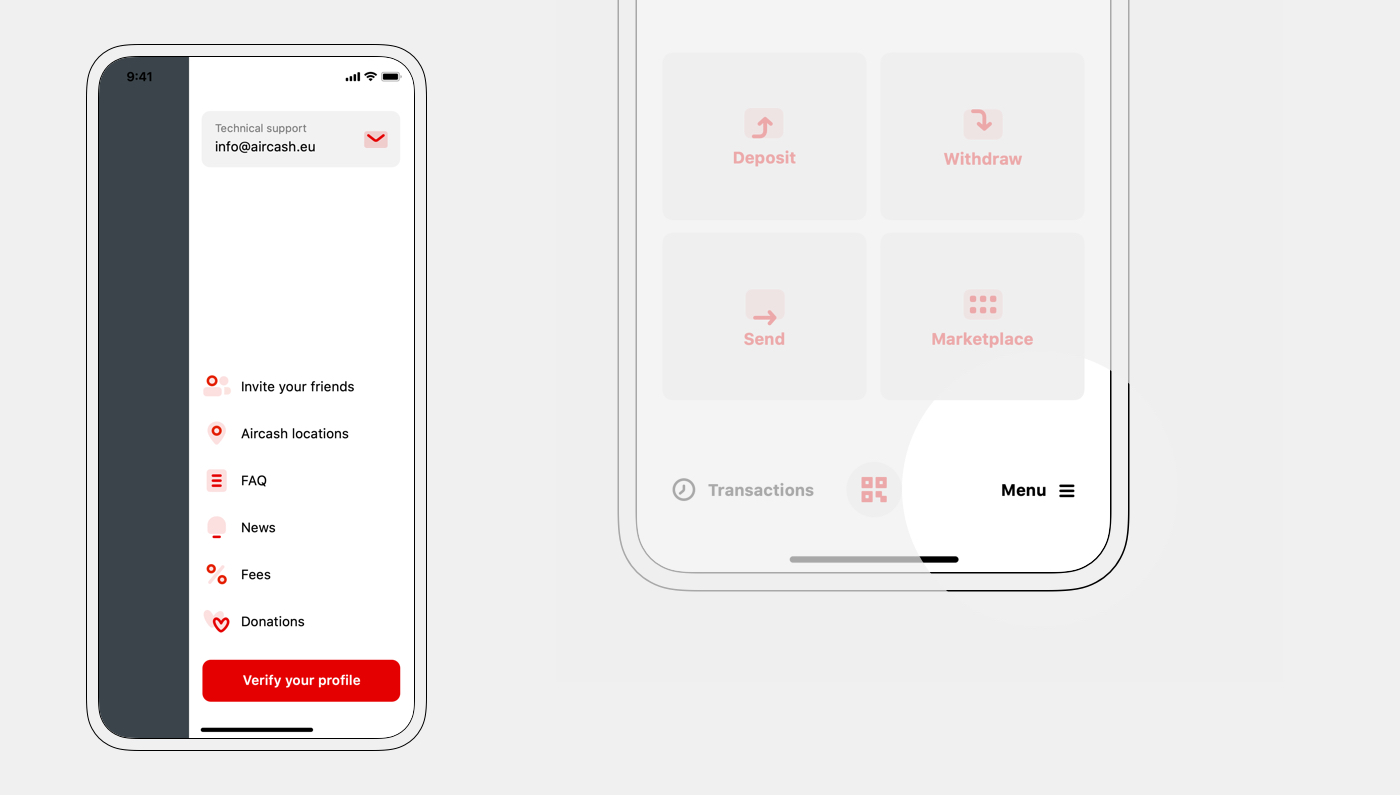 9:41
Technical support
info@aircash.eu
Invite your friends
Aircash locations
FAQ
News
Fees
Donations
Verify your profile
Deposit
Withdraw
Send
Marketplace
Transactions
Menu